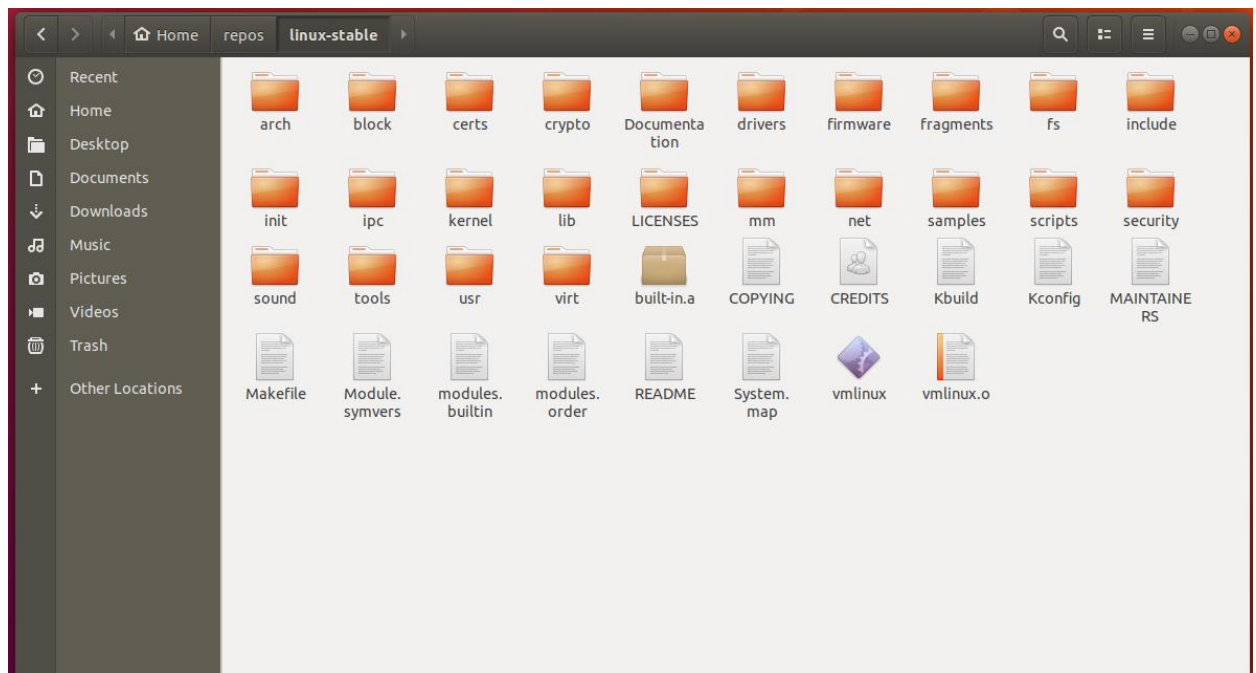 Home repos linux-stable
Recent
Home
Desktop
Documents
Downloads
Music
Pictures
Videos
Trash
Other Locations
arch block certs crypto Documenta drivers firmware fragments fs include
tion
init ipc kernel lib LICENSES mm net samples scripts security
sound tools usr virt built-in.a COPYING CREDITS Kbuild Kconfig MAINTAINE
RS
Makefile Module. modules. modules. README System. vmlinux vmlinux.o
symvers builtin order map